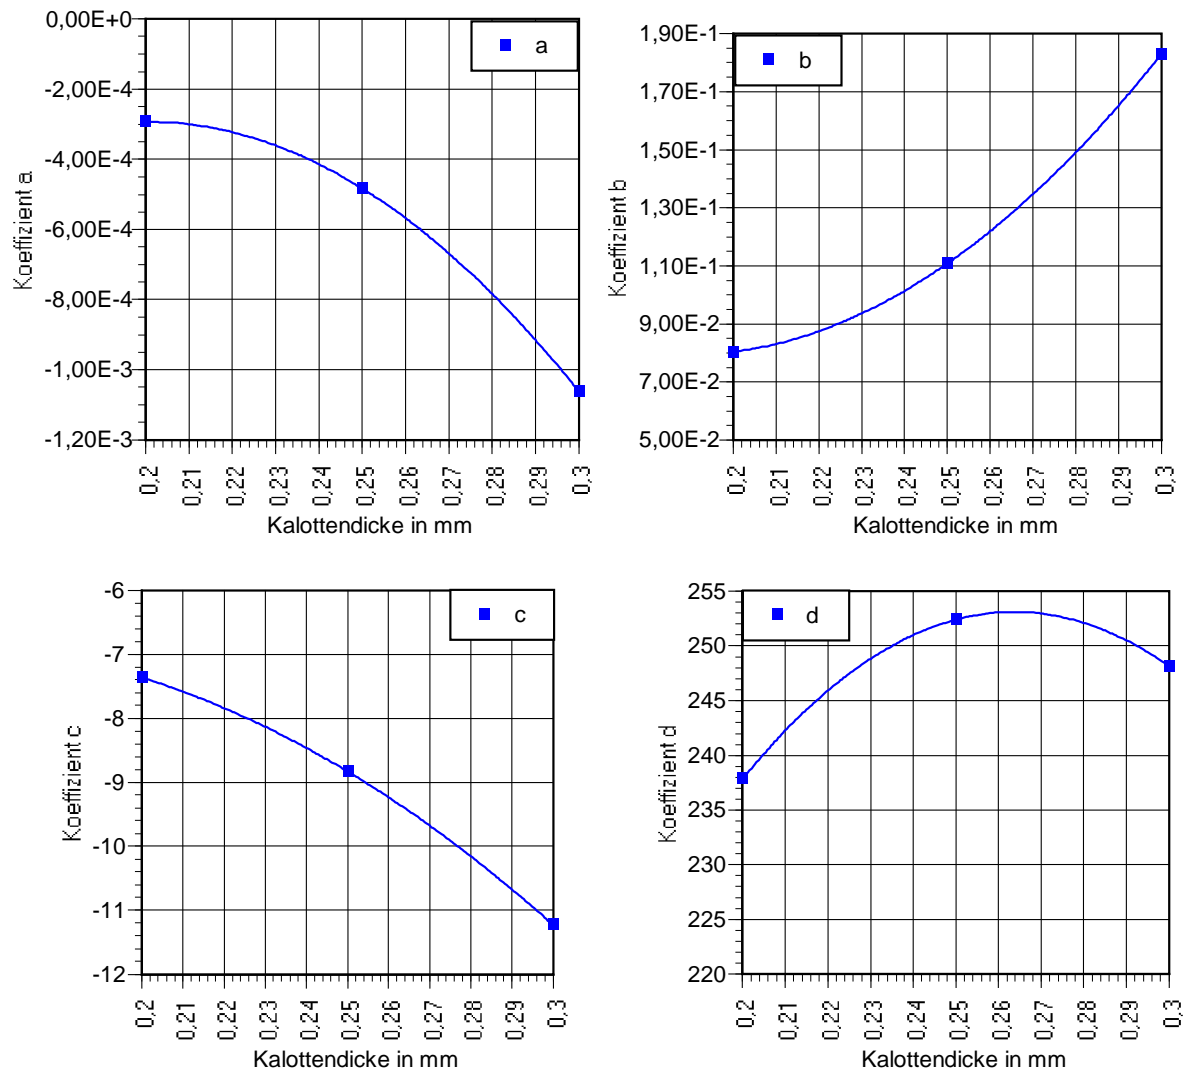 0,00E+0
-2,00E-4
-4,00E-4
-6,00E-4
-8,00E-4
-1,00E-3
-1,20E-3
Koeffizient a
a
0,2
0,21
0,22
0,23
0,24
0,25
0,26
0,27
0,28
0,29
0,3
Kalottendicke in mm
1,90E-1
1,70E-1
1,50E-1
1,30E-1
1,10E-1
9,00E-2
7,00E-2
5,00E-2
Koeffizient b
b
0,2
0,21
0,22
0,23
0,24
0,25
0,26
0,27
0,28
0,29
0,3
Kalottendicke in mm
-6
-7
-8
-9
-10
-11
-12
Koeffizient c
c
0,2
0,21
0,22
0,23
0,24
0,25
0,26
0,27
0,28
0,29
0,3
Kalottendicke in mm
255
250
245
240
235
230
225
220
Koeffizient d
d
0,2
0,21
0,22
0,23
0,24
0,25
0,26
0,27
0,28
0,29
0,3
Kalottendicke in mm